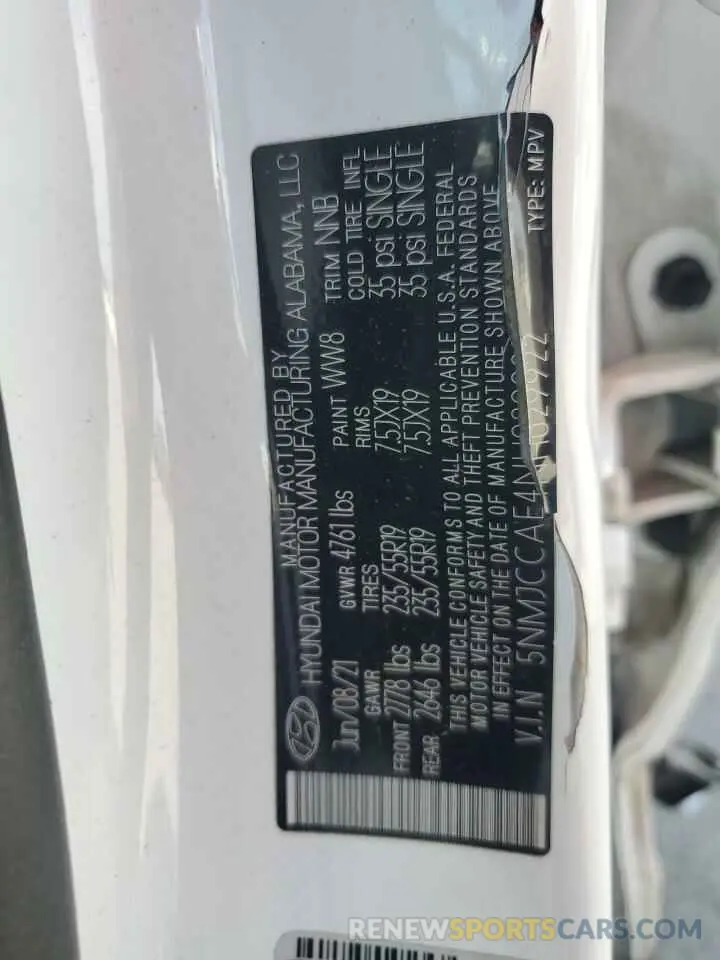 MANUFACTURED BY
HYUNDAI MOTOR MANUFACTURING ALABAMA, LLC
Jun/08/21 GVWR 4761 lbs PAINT WW8 TRIM NNB
GAWR TIRES RIMS COLD TIRE INFL
FRONT 2778 lbs 235/55R19 7.5JX19 35 psi SINGLE
REAR 2646 lbs 235/55R19 7.5JX19 35 psi SINGLE
THIS VEHICLE CONFORMS TO ALL APPLICABLE U.S.A. FEDERAL
MOTOR VEHICLE SAFETY AND THEFT PREVENTION STANDARDS
IN EFFECT ON THE DATE OF MANUFACTURE SHOWN ABOVE
V.I.N TYPE: MPV
RENEWSPORTSCARS.COM